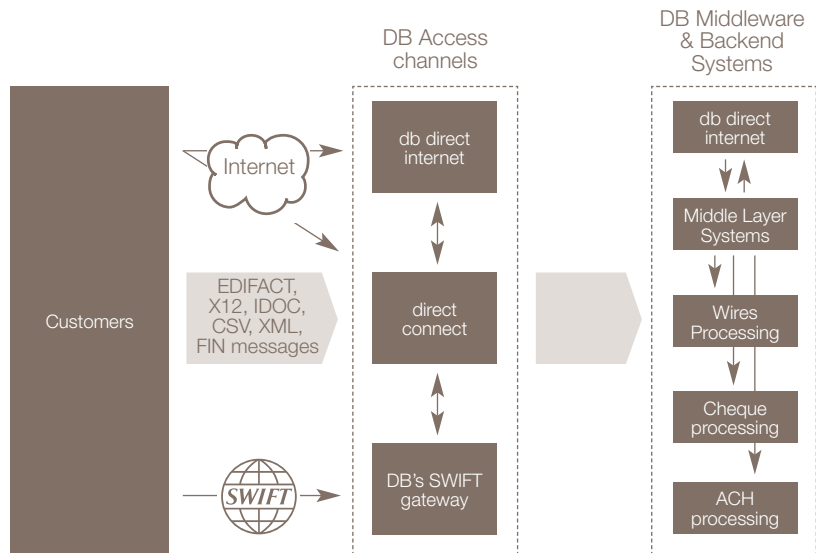 DB Access
channels
DB Middleware
& Backend
Systems
Customers
Internet
EDIFACT,
X12, IDOC,
CSV, XML,
FIN messages
SWIFT
db direct
internet
direct
connect
DB's SWIFT
gateway
db direct
internet
Middle Layer
Systems
Wires
Processing
Cheque
processing
ACH
processing